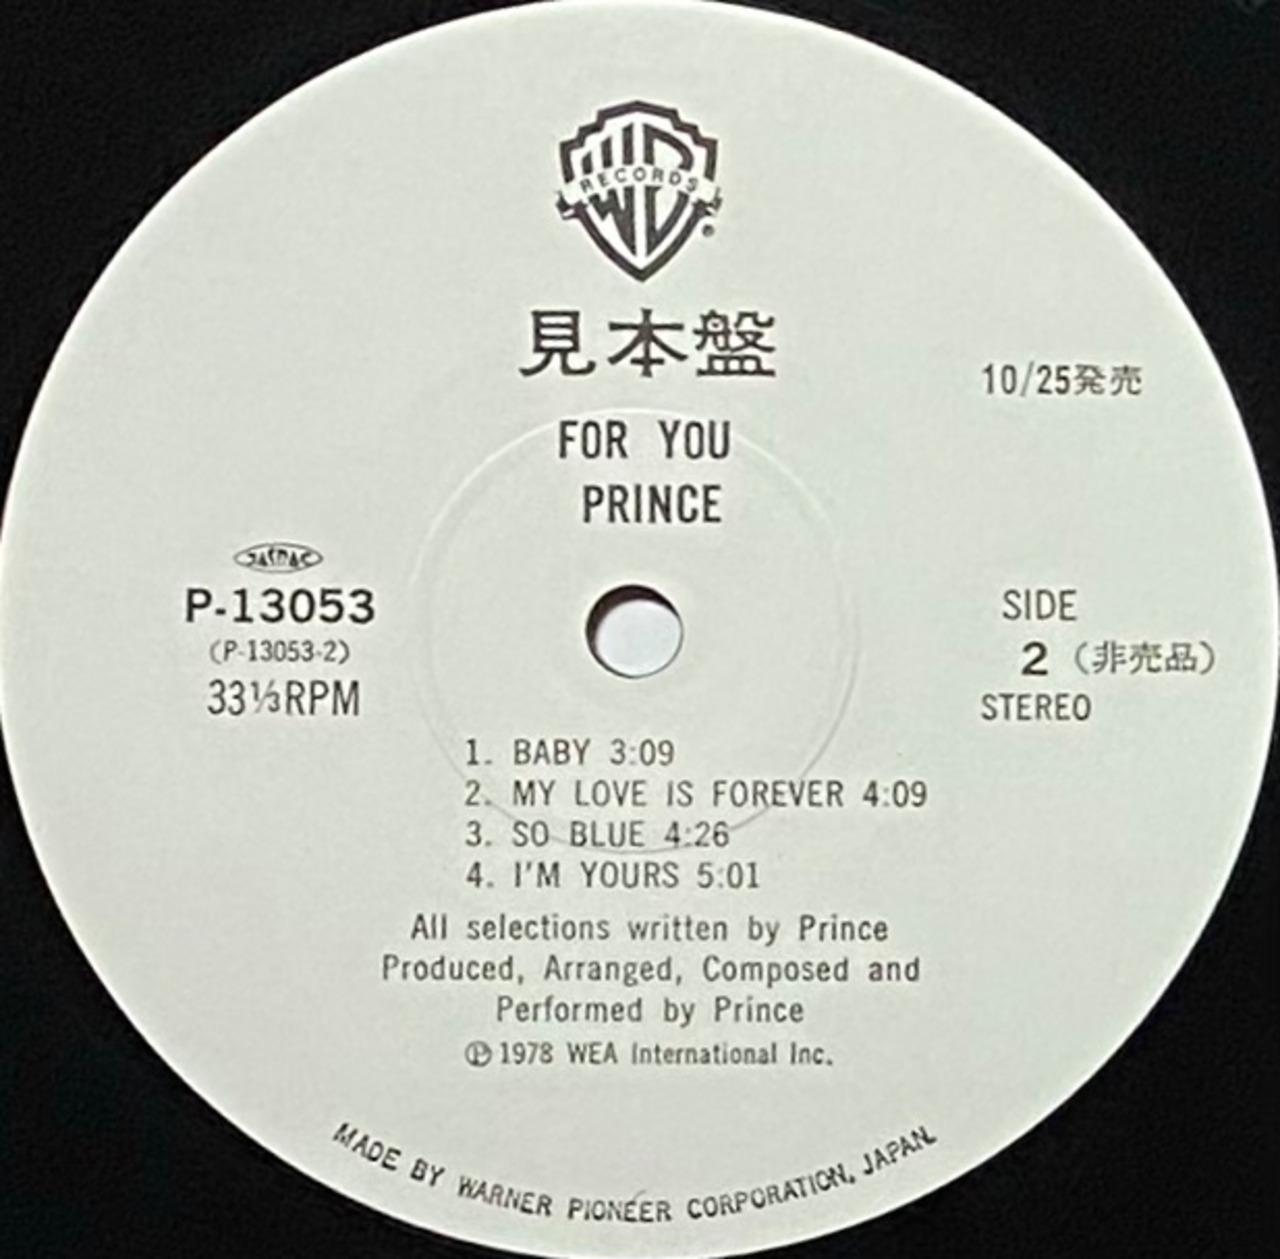 RECORDS
見本盤
10/25発売
FOR YOU
PRINCE
JASRAC
P-13053
(P-13053-2)
33⅓RPM
SIDE
2 (非売品)
STEREO
1. BABY 3:09
2. MY LOVE IS FOREVER 4:09
3. SO BLUE 4:26
4. I'M YOURS 5:01
All selections written by Prince
Produced, Arranged, Composed and
Performed by Prince
Ⓟ 1978 WEA International Inc.
MADE BY WARNER PIONEER CORPORATION, JAPAN.